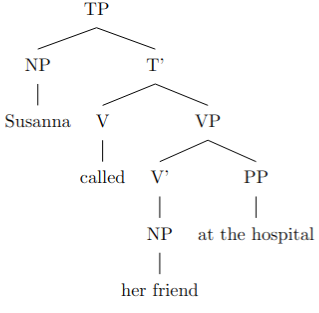 TP
NP T'
Susanna V VP
called V' PP
NP at the hospital
her friend